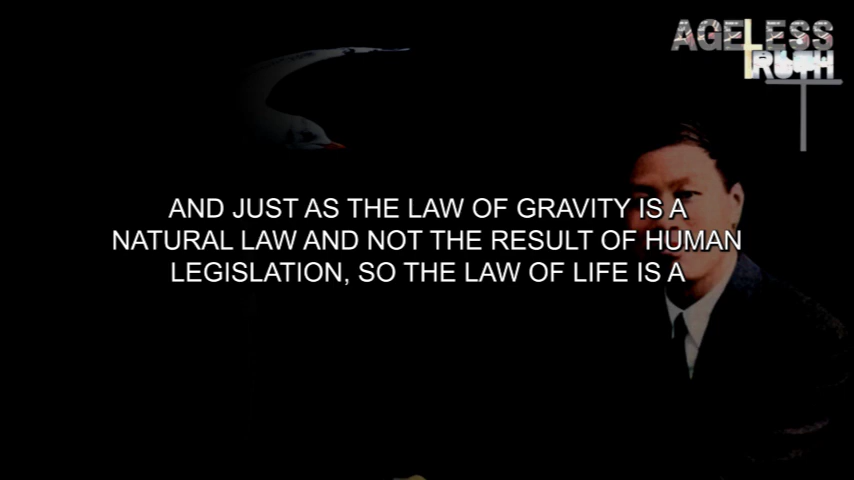 AGELESS
TRUTH
AND JUST AS THE LAW OF GRAVITY IS A
NATURAL LAW AND NOT THE RESULT OF HUMAN
LEGISLATION, SO THE LAW OF LIFE IS A